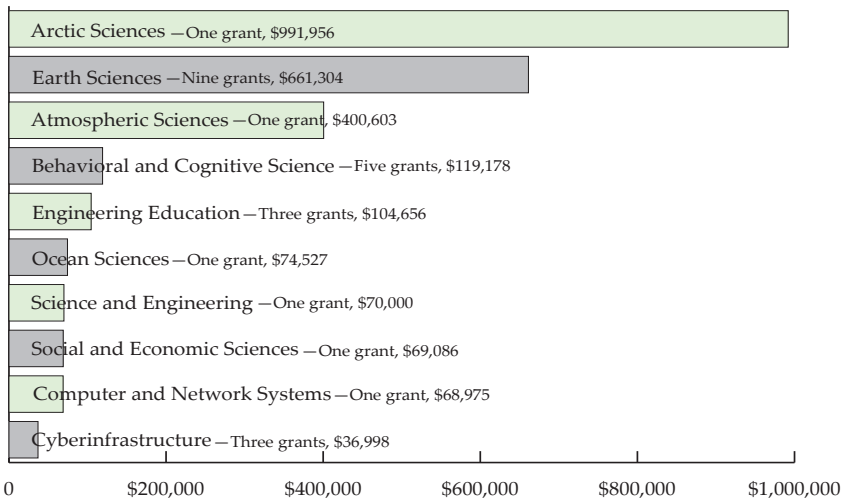 Arctic Sciences —One grant, $991,956
Earth Sciences —Nine grants, $661,304
Atmospheric Sciences —One grant, $400,603
Behavioral and Cognitive Science —Five grants, $119,178
Engineering Education —Three grants, $104,656
Ocean Sciences —One grant, $74,527
Science and Engineering —One grant, $70,000
Social and Economic Sciences —One grant, $69,086
Computer and Network Systems —One grant, $68,975
Cyberinfrastructure —Three grants, $36,998
0 $200,000 $400,000 $600,000 $800,000 $1,000,000